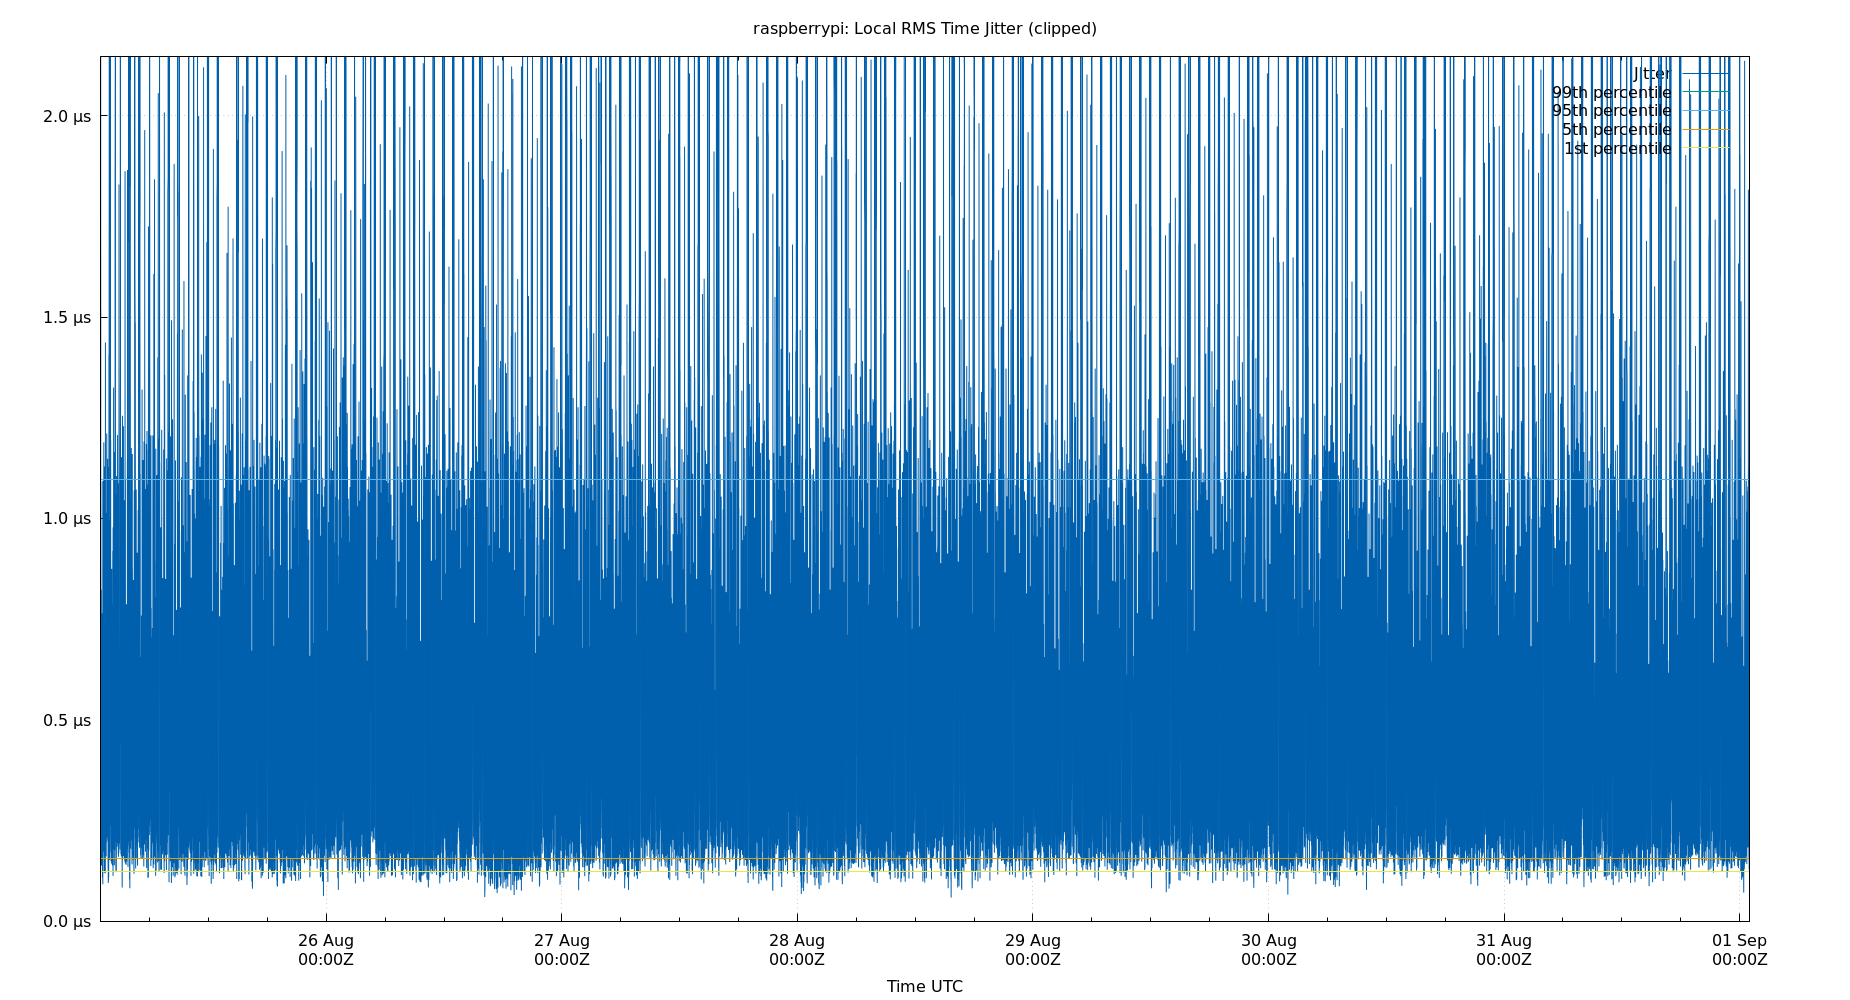 raspberrypi: Local RMS Time Jitter (clipped)
Jitter
99th percentile
95th percentile
5th percentile
1st percentile
2.0 µs
1.5 µs
1.0 µs
0.5 µs
0.0 µs
26 Aug 27 Aug 28 Aug 29 Aug 30 Aug 31 Aug 01 Sep
00:00Z 00:00Z 00:00Z 00:00Z 00:00Z 00:00Z 00:00Z
Time UTC